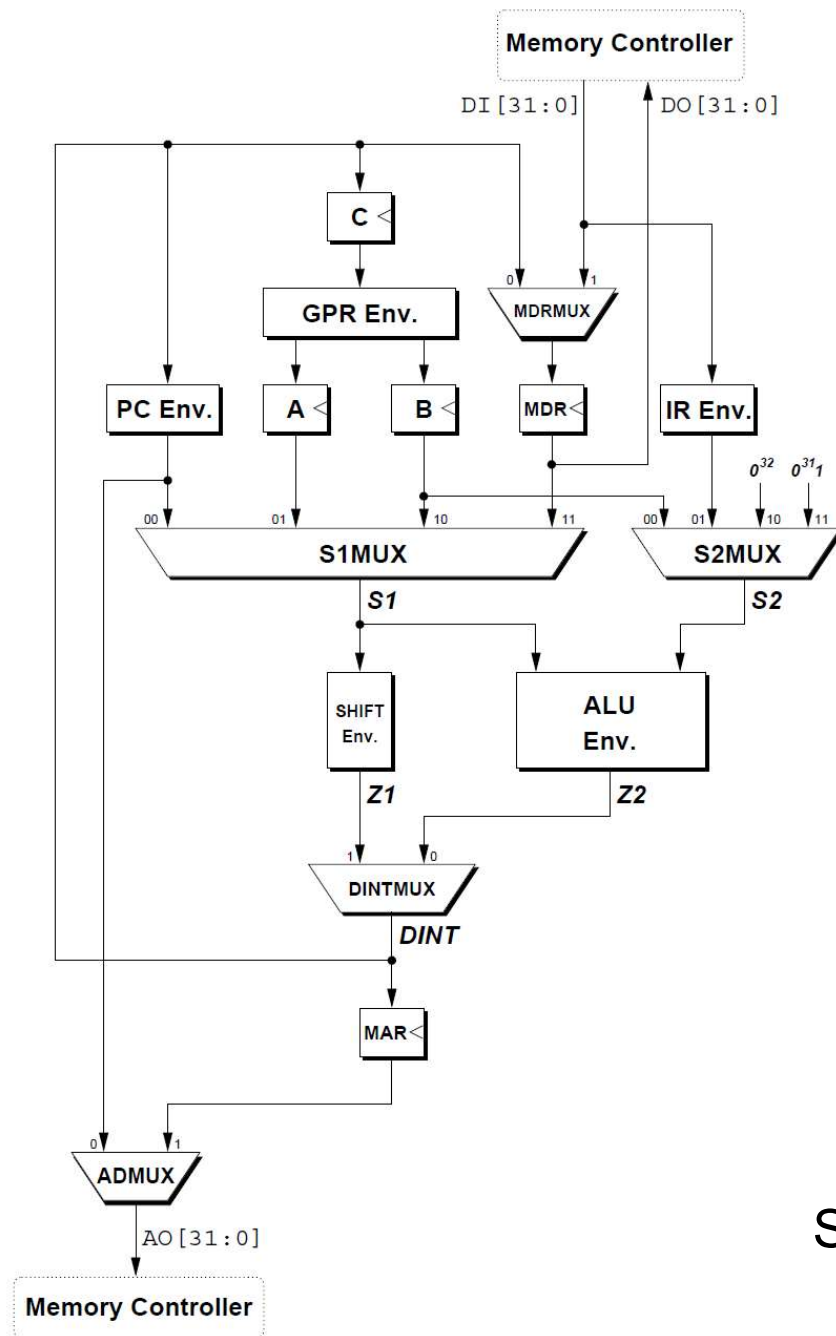 Memory Controller
DI[31:0] DO[31:0]
C
0 1
GPR Env.
MDRMUX
PC Env.
A
B
MDR
IR Env.
0^32 0^31 1
00 01 10 11
00 01 10 11
S1MUX
S2MUX
S1
S2
SHIFT
Env.
ALU
Env.
Z1
Z2
1 0
DINTMUX
DINT
MAR
0 1
ADMUX
S
AO[31:0]
Memory Controller